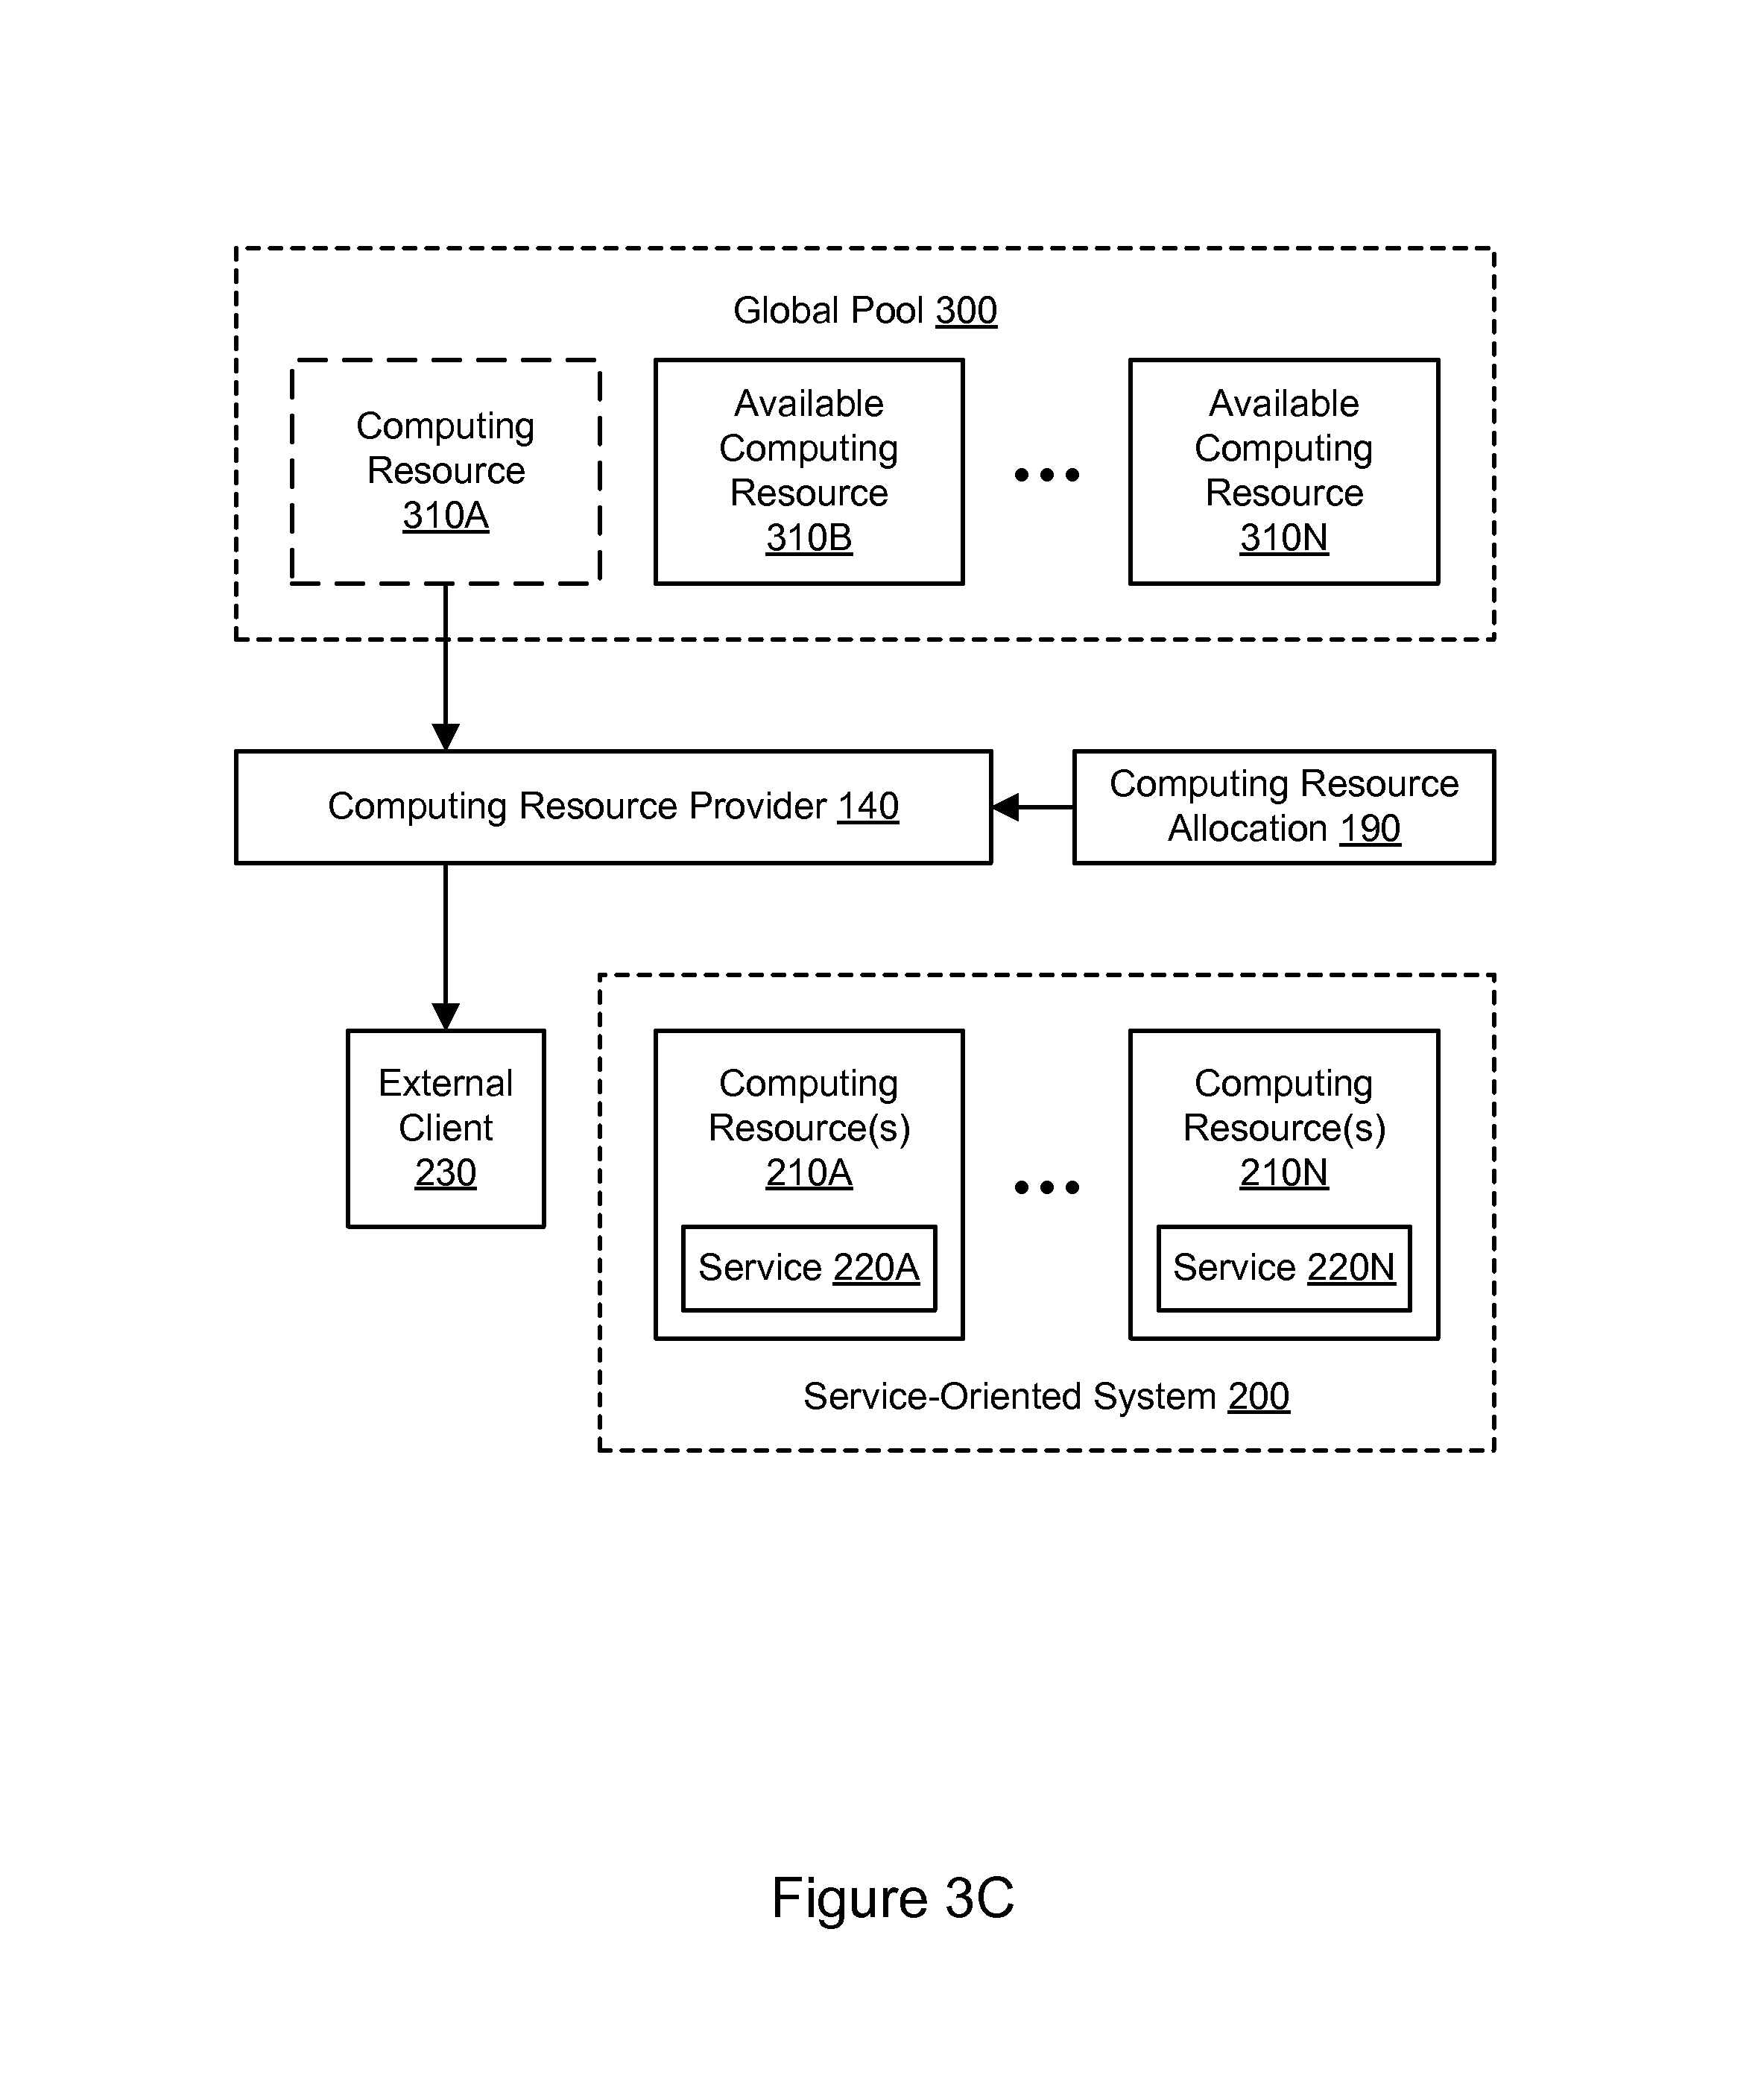 Global Pool 300
Computing
Resource
310A
Available
Computing
Resource
310B
Available
Computing
Resource
310N
Computing Resource Provider 140
Computing Resource
Allocation 190
External
Client
230
Computing
Resource(s)
210A
Service 220A
Computing
Resource(s)
210N
Service 220N
Service-Oriented System 200
Figure 3C